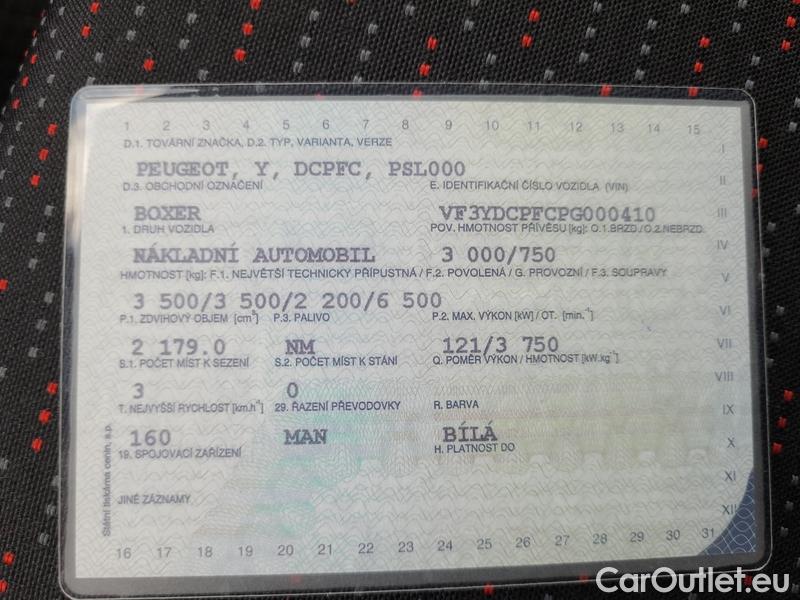 1 2 3 4 5 6 7 8 9 10 11 12 13 14 15
D.1. TOVÁRNÍ ZNAČKA, D.2. TYP, VARIANTA, VERZE
I
PEUGEOT, Y, DCPFC, PSL000
D.3. OBCHODNÍ OZNAČENÍ E. IDENTIFIKAČNÍ ČÍSLO VOZIDLA (VIN)
II
BOXER VF3YDCPFCPG000410
III
1. DRUH VOZIDLA POV. HMOTNOST PŘÍVĚSU [kg]: O.1.BRZD./O.2.NEBRZD.
NÁKLADNÍ AUTOMOBIL 3 000/750
IV
HMOTNOST [kg]: F.1. NEJVĚTŠÍ TECHNICKY PŘÍPUSTNÁ / F.2. POVOLENÁ / G. PROVOZNÍ / F.3. SOUPRAVY
V
3 500/3 500/2 200/6 500
P.1. ZDVIHOVÝ OBJEM [cm³] P.3. PALIVO P.2. MAX. VÝKON [kW] / OT. [min.⁻¹]
VI
2 179.0 NM 121/3 750
VII
S.1. POČET MÍST K SEZENÍ S.2. POČET MÍST K STÁNÍ Q. POMĚR VÝKON / HMOTNOST [kW.kg⁻¹]
VIII
3 0
T. NEJVYŠŠÍ RYCHLOST [km.h⁻¹] 29. ŘAZENÍ PŘEVODOVKY R. BARVA
IX
160 MAN BÍLÁ
X
19. SPOJOVACÍ ZAŘÍZENÍ H. PLATNOST DO
XI
JINÉ ZÁZNAMY
XII
16 17 18 19 20 21 22 23 24 25 26 27 28 29 30 31
Státní tiskárna cenin, s.p.
CarOutlet.eu